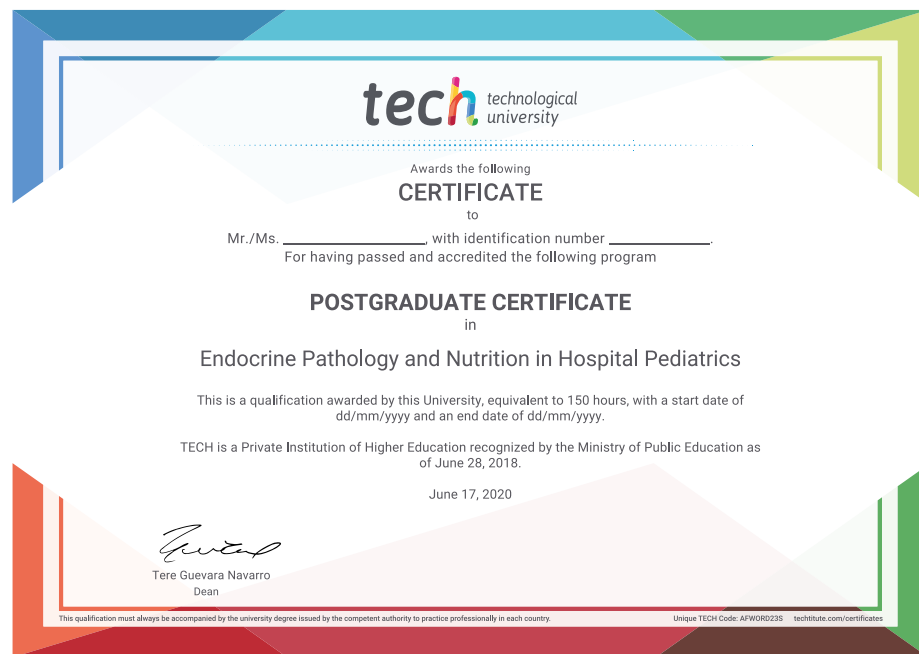 tech technological
university
Awards the following
CERTIFICATE
to
Mr./Ms. ____________________, with identification number ______________.
For having passed and accredited the following program
POSTGRADUATE CERTIFICATE
in
Endocrine Pathology and Nutrition in Hospital Pediatrics
This is a qualification awarded by this University, equivalent to 150 hours, with a start date of
dd/mm/yyyy and an end date of dd/mm/yyyy.
TECH is a Private Institution of Higher Education recognized by the Ministry of Public Education as
of June 28, 2018.
June 17, 2020
Tere Guevara Navarro
Dean
This qualification must always be accompanied by the university degree issued by the competent authority to practice professionally in each country. Unique TECH Code: AFWORD23S techtitute.com/certificates